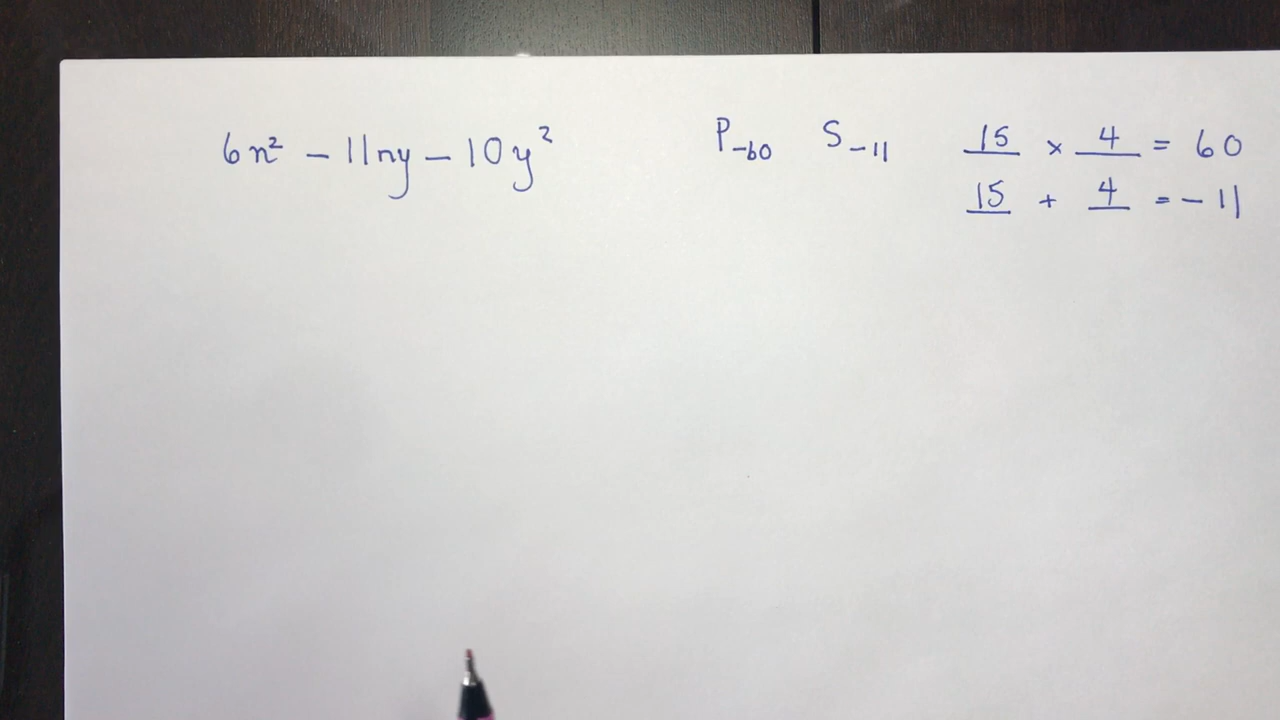 6x² - 11xy - 10y² P-60 S-11 15 × 4 = 60
15 + 4 = -11